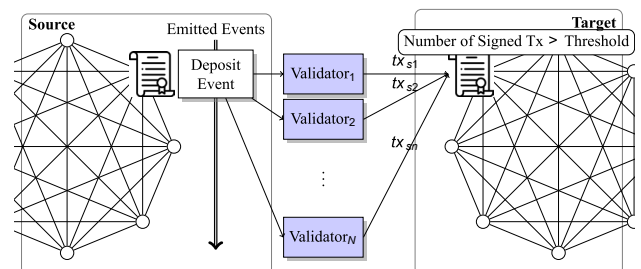 Source
Emitted Events
Target
Number of Signed Tx > Threshold
Deposit
Event
Validator₁
tx s1
Validator₂
tx s2
tx sn
⋮
Validator_N